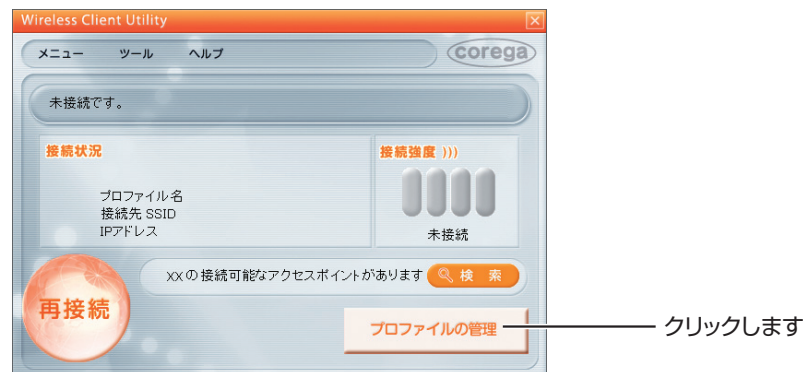 Wireless Client Utility
メニュー ツール ヘルプ corega
未接続です。
接続状況
接続強度 )))
プロファイル名
接続先 SSID
IPアドレス
未接続
XXの接続可能なアクセスポイントがあります 検 索
再接続
プロファイルの管理 クリックします